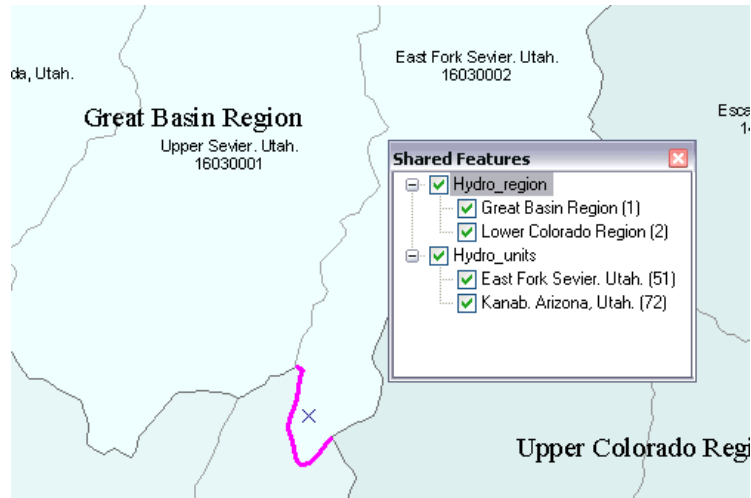 East Fork Sevier. Utah.
16030002
da, Utah.
Great Basin Region
Upper Sevier. Utah.
16030001
Esca
14
Shared Features
Hydro_region
Great Basin Region (1)
Lower Colorado Region (2)
Hydro_units
East Fork Sevier. Utah. (51)
Kanab. Arizona, Utah. (72)
Upper Colorado Regi